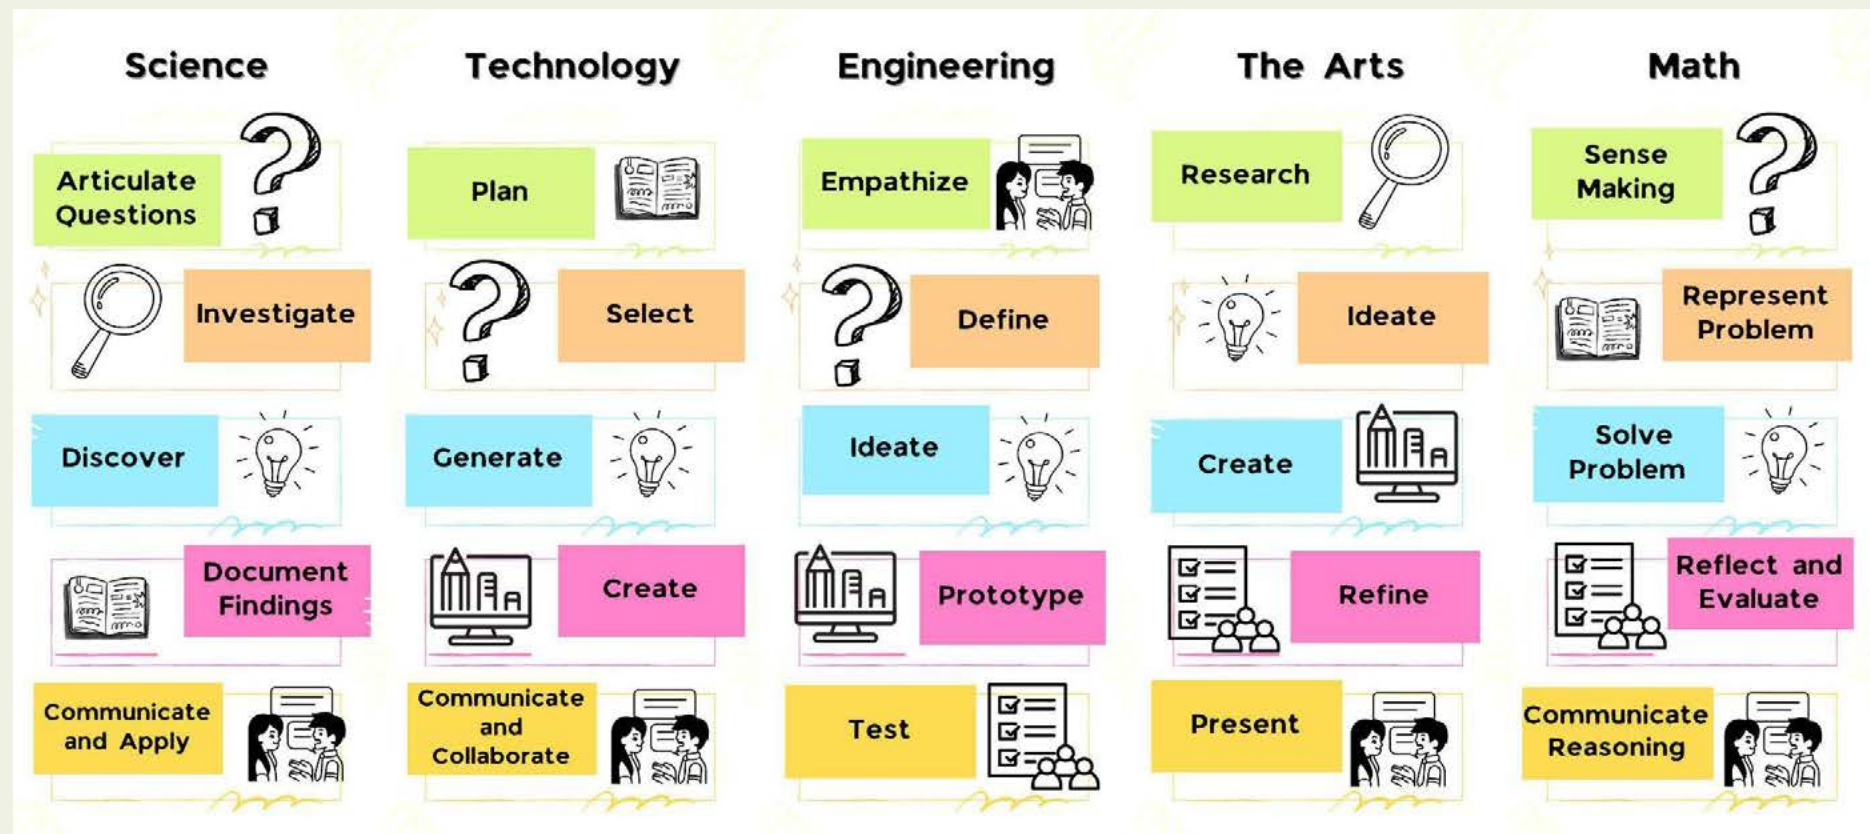 Science
Articulate
Questions
Investigate
Discover
Document
Findings
Communicate
and Apply
Technology
Plan
Select
Generate
Create
Communicate
and
Collaborate
Engineering
Empathize
Define
Ideate
Prototype
Test
The Arts
Research
Ideate
Create
Refine
Present
Math
Sense
Making
Represent
Problem
Solve
Problem
Reflect and
Evaluate
Communicate
Reasoning